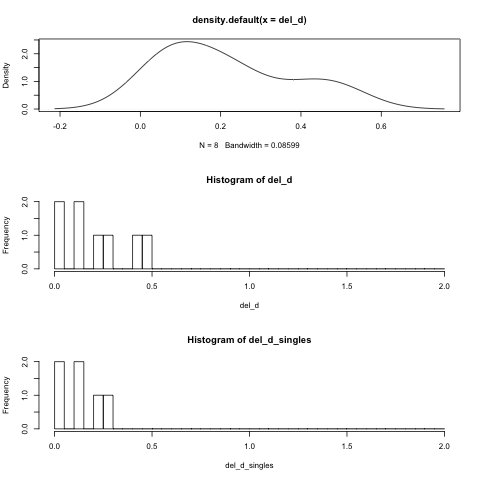 density.default(x = del_d)
Density
0.0 1.0 2.0
-0.2 0.0 0.2 0.4 0.6
N = 8 Bandwidth = 0.08599
Histogram of del_d
Frequency
0.0 1.0 2.0
0.0 0.5 1.0 1.5 2.0
del_d
Histogram of del_d_singles
Frequency
0.0 1.0 2.0
0.0 0.5 1.0 1.5 2.0
del_d_singles